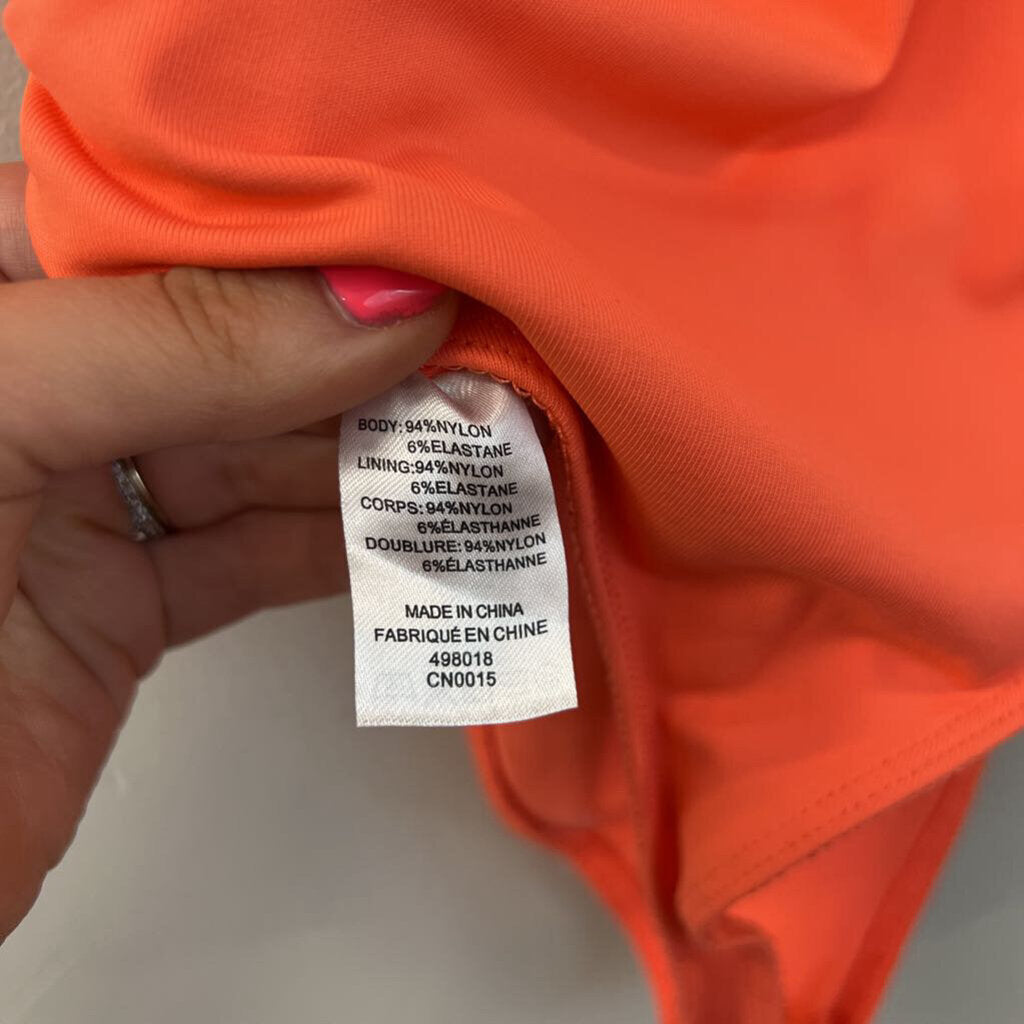 BODY: 94%NYLON
6%ELASTANE
LINING:94%NYLON
6%ELASTANE
CORPS: 94%NYLON
6%ÉLASTHANNE
DOUBLURE: 94%NYLON
6%ÉLASTHANNE
MADE IN CHINA
FABRIQUÉ EN CHINE
498018
CN0015